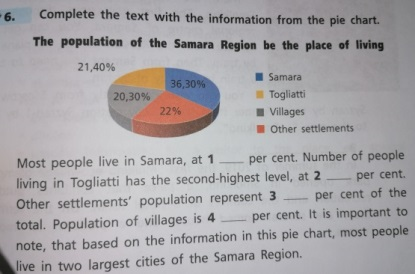 6. Complete the text with the information from the pie chart.
The population of the Samara Region be the place of living
21,40%
36,30%
20,30%
22%
Samara
Togliatti
Villages
Other settlements
Most people live in Samara, at 1 ___ per cent. Number of people
living in Togliatti has the second-highest level, at 2 ___ per cent.
Other settlements' population represent 3 ___ per cent of the
total. Population of villages is 4 ___ per cent. It is important to
note, that based on the information in this pie chart, most people
live in two largest cities of the Samara Region.